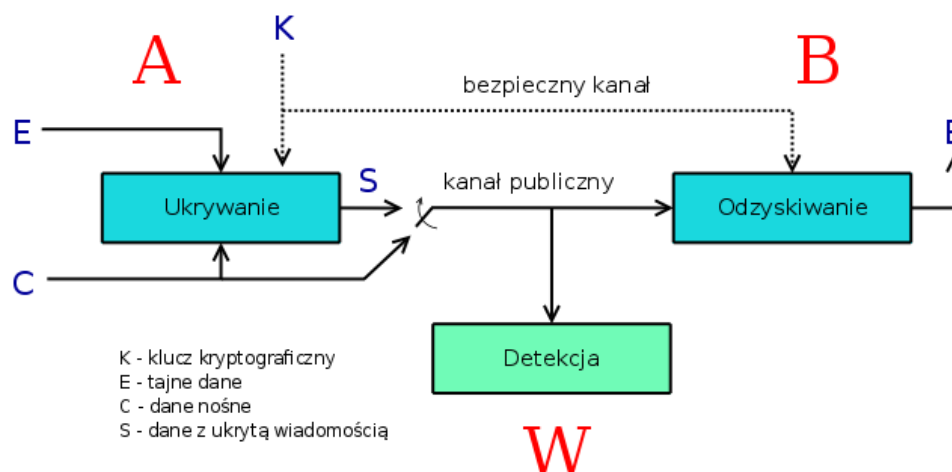 A
K
B
bezpieczny kanał
E
E
S
kanał publiczny
Ukrywanie
Odzyskiwanie
C
Detekcja
K - klucz kryptograficzny
E - tajne dane
C - dane nośne
S - dane z ukrytą wiadomością
W